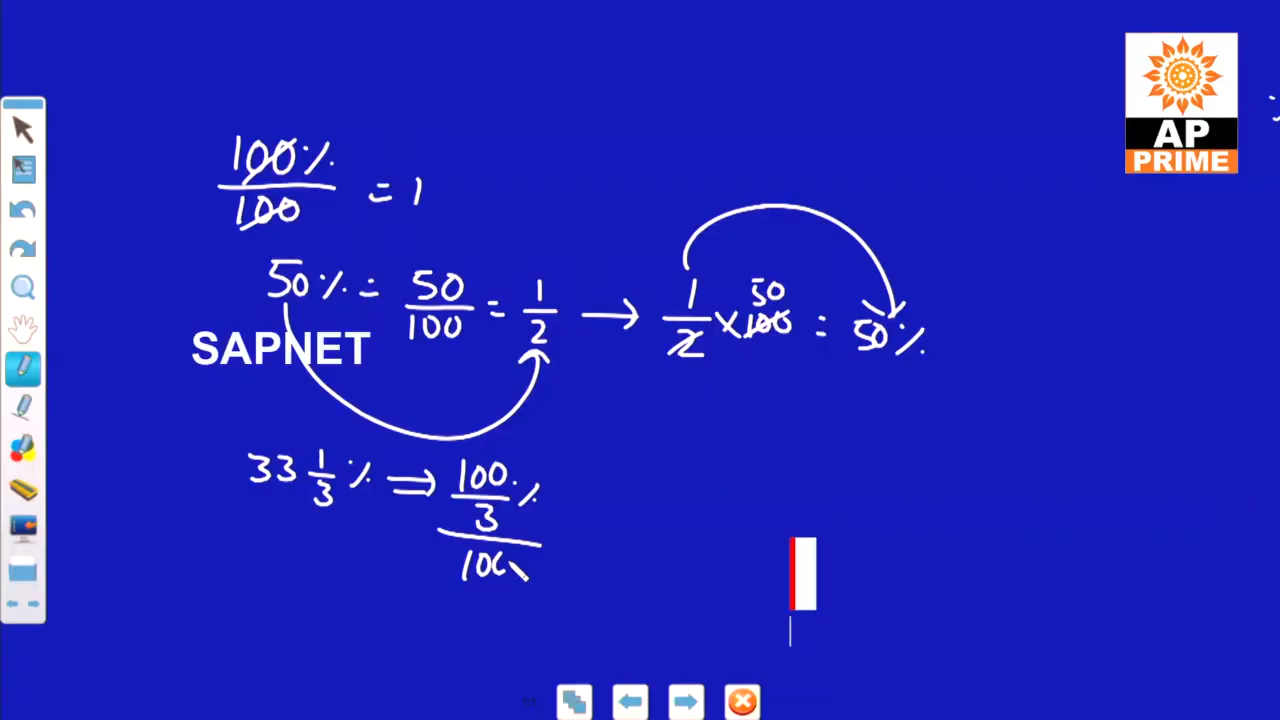 AP
PRIME
100% / 100 = 1
50% = 50/100 = 1/2 → 1/2 × 100 50 = 50%
SAPNET
33 1/3 % ⇒ 100/3 % / 100